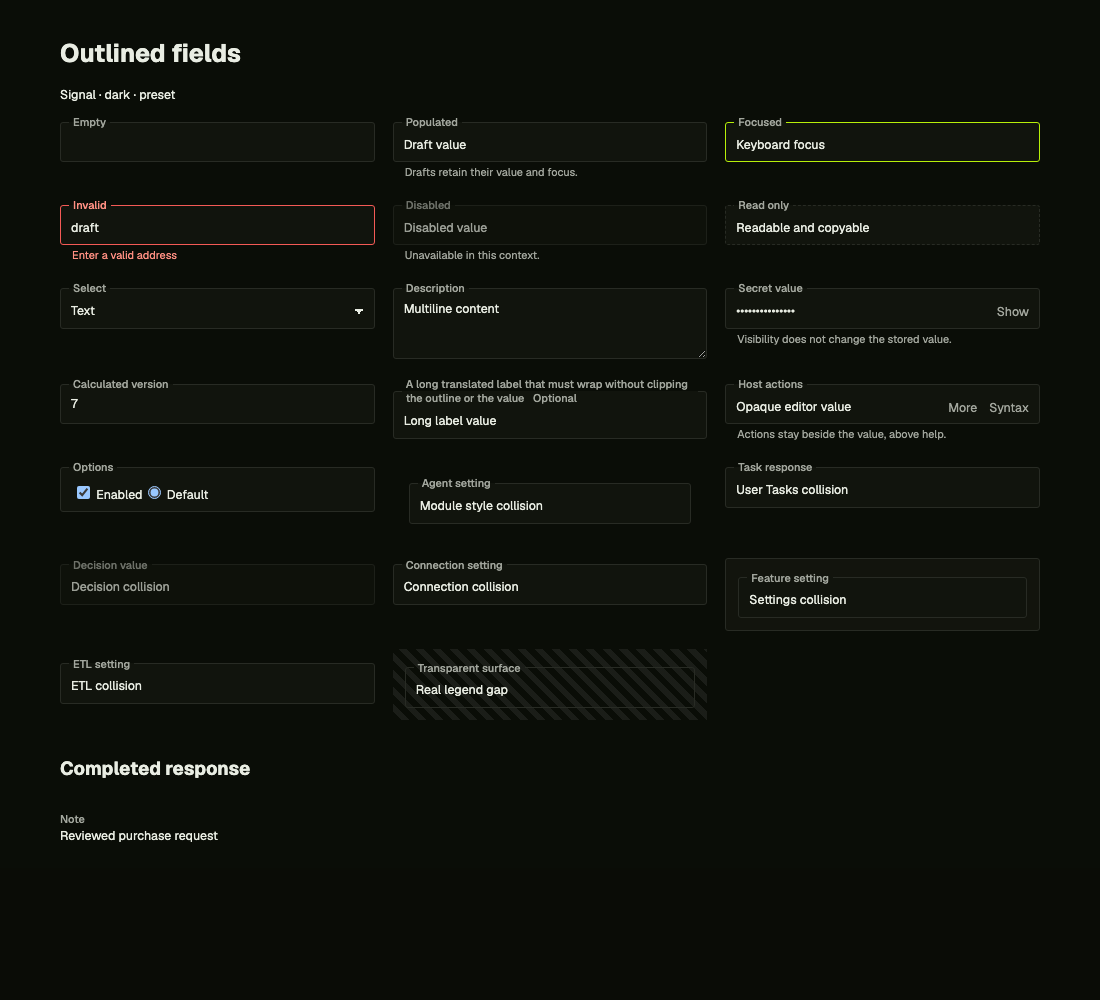 Outlined fields
Signal · dark · preset
Empty
Populated
Draft value
Drafts retain their value and focus.
Focused
Keyboard focus
Invalid
draft
Enter a valid address
Disabled
Disabled value
Unavailable in this context.
Read only
Readable and copyable
Select
Text
Description
Multiline content
Secret value
•••••••••••••••
Show
Visibility does not change the stored value.
Calculated version
7
A long translated label that must wrap without clipping
the outline or the value Optional
Long label value
Host actions
Opaque editor value More Syntax
Actions stay beside the value, above help.
Options
Enabled Default
Agent setting
Module style collision
Task response
User Tasks collision
Decision value
Decision collision
Connection setting
Connection collision
Feature setting
Settings collision
ETL setting
ETL collision
Transparent surface
Real legend gap
Completed response
Note
Reviewed purchase request